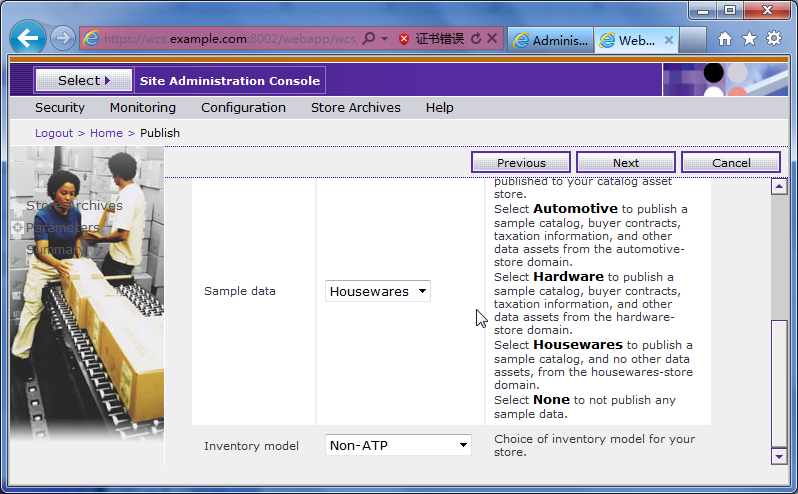 https://wcs.example.com:8002/webapp/wcs
证书错误
Adminis...
Web...
Select
Site Administration Console
Security Monitoring Configuration Store Archives Help
Logout > Home > Publish
Previous Next Cancel
Store Archives
Parameters
Summary
published to your catalog asset
store.
Select Automotive to publish a
sample catalog, buyer contracts,
taxation information, and other
data assets from the automotive-
store domain.
Select Hardware to publish a
sample catalog, buyer contracts,
taxation information, and other
data assets from the hardware-
store domain.
Sample data
Housewares
Select Housewares to publish a
sample catalog, and no other data
assets, from the housewares-store
domain.
Select None to not publish any
sample data.
Inventory model
Non-ATP
Choice of inventory model for your
store.